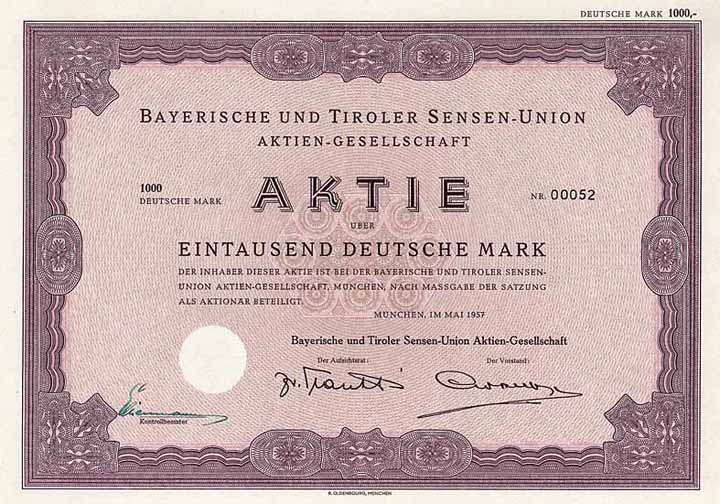 DEUTSCHE MARK 1000,-
BAYERISCHE UND TIROLER SENSEN-UNION
AKTIEN-GESELLSCHAFT
1000
DEUTSCHE MARK
AKTIE
NR. 00052
ÜBER
EINTAUSEND DEUTSCHE MARK
DER INHABER DIESER AKTIE IST BEI DER BAYERISCHE UND TIROLER SENSEN-
UNION AKTIEN-GESELLSCHAFT, MÜNCHEN, NACH MASSGABE DER SATZUNG
ALS AKTIONÄR BETEILIGT.
MÜNCHEN, IM MAI 1957
Bayerische und Tiroler Sensen-Union Aktien-Gesellschaft
Der Aufsichtsrat:
Der Vorstand:
Kontrollbeamter
R. OLDENBOURG, MÜNCHEN